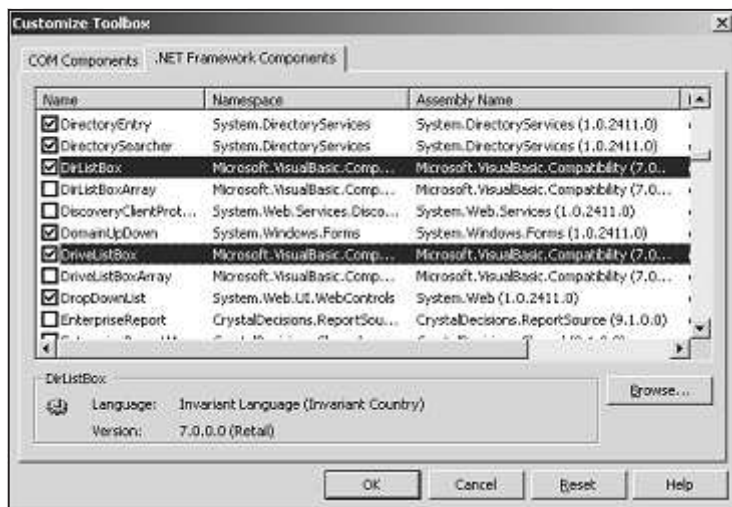 Customize Toolbox
COM Components .NET Framework Components
Name Namespace Assembly Name
DirectoryEntry System.DirectoryServices System.DirectoryServices (1.0.2411.0)
DirectorySearcher System.DirectoryServices System.DirectoryServices (1.0.2411.0)
DirListBox Microsoft.VisualBasic.Comp... Microsoft.VisualBasic.Compatibility (7.0...
DirListBoxArray Microsoft.VisualBasic.Comp... Microsoft.VisualBasic.Compatibility (7.0...
DiscoveryClientProt... System.Web.Services.Disco... System.Web.Services (1.0.2411.0)
DomainUpDown System.Windows.Forms System.Windows.Forms (1.0.2411.0)
DriveListBox Microsoft.VisualBasic.Comp... Microsoft.VisualBasic.Compatibility (7.0...
DriveListBoxArray Microsoft.VisualBasic.Comp... Microsoft.VisualBasic.Compatibility (7.0...
DropDownList System.Web.UI.WebControls System.Web (1.0.2411.0)
EnterpriseReport CrystalDecisions.ReportSou... CrystalDecisions.ReportSource (9.1.0.0)
DirListBox
Language: Invariant Language (Invariant Country)
Version: 7.0.0.0 (Retail)
Browse...
OK Cancel Reset Help